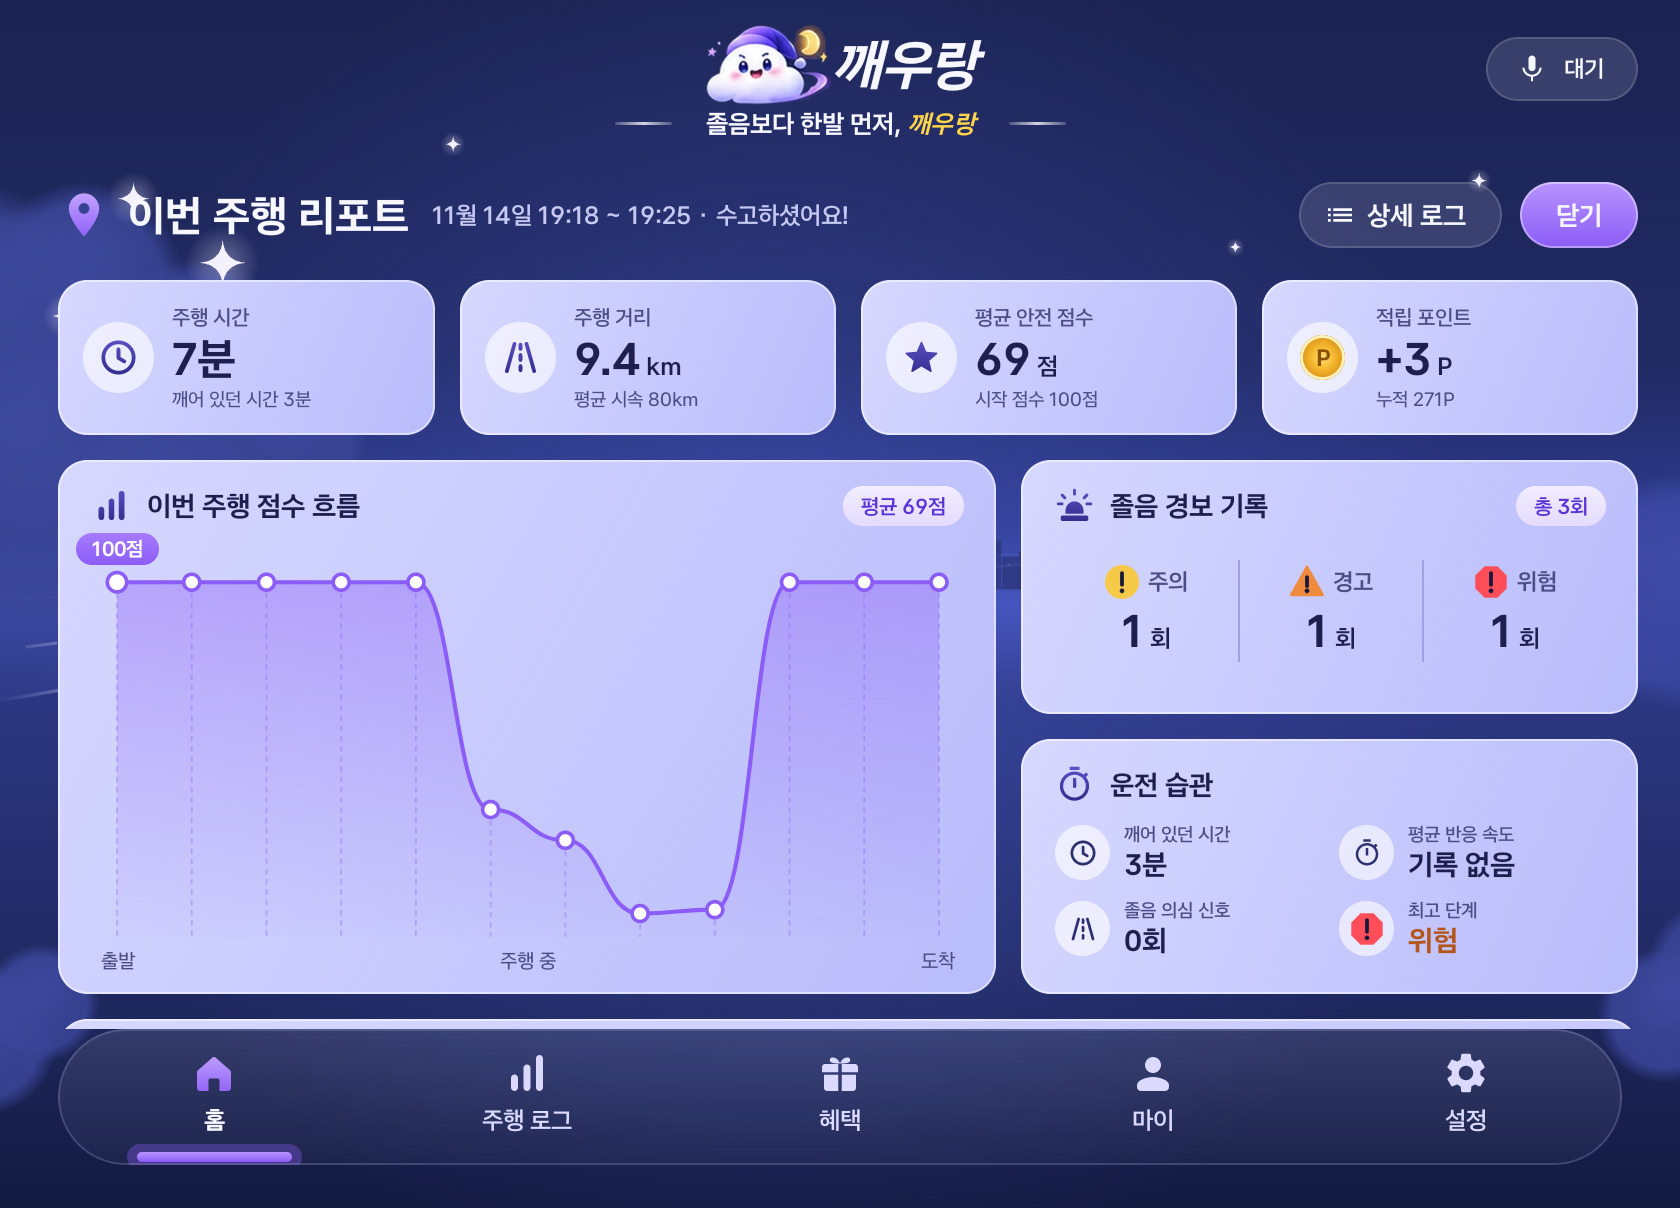 깨우랑
졸음보다 한발 먼저, 깨우랑
대기
이번 주행 리포트
11월 14일 19:18 ~ 19:25 · 수고하셨어요!
상세 로그
닫기
주행 시간
7분
깨어 있던 시간 3분
주행 거리
9.4 km
평균 시속 80km
평균 안전 점수
69 점
시작 점수 100점
P
적립 포인트
+3 P
누적 271P
이번 주행 점수 흐름
평균 69점
100점
출발
주행 중
도착
졸음 경보 기록
총 3회
주의
1 회
경고
1 회
위험
1 회
운전 습관
깨어 있던 시간
3분
평균 반응 속도
기록 없음
졸음 의심 신호
0회
최고 단계
위험
홈
주행 로그
혜택
마이
설정